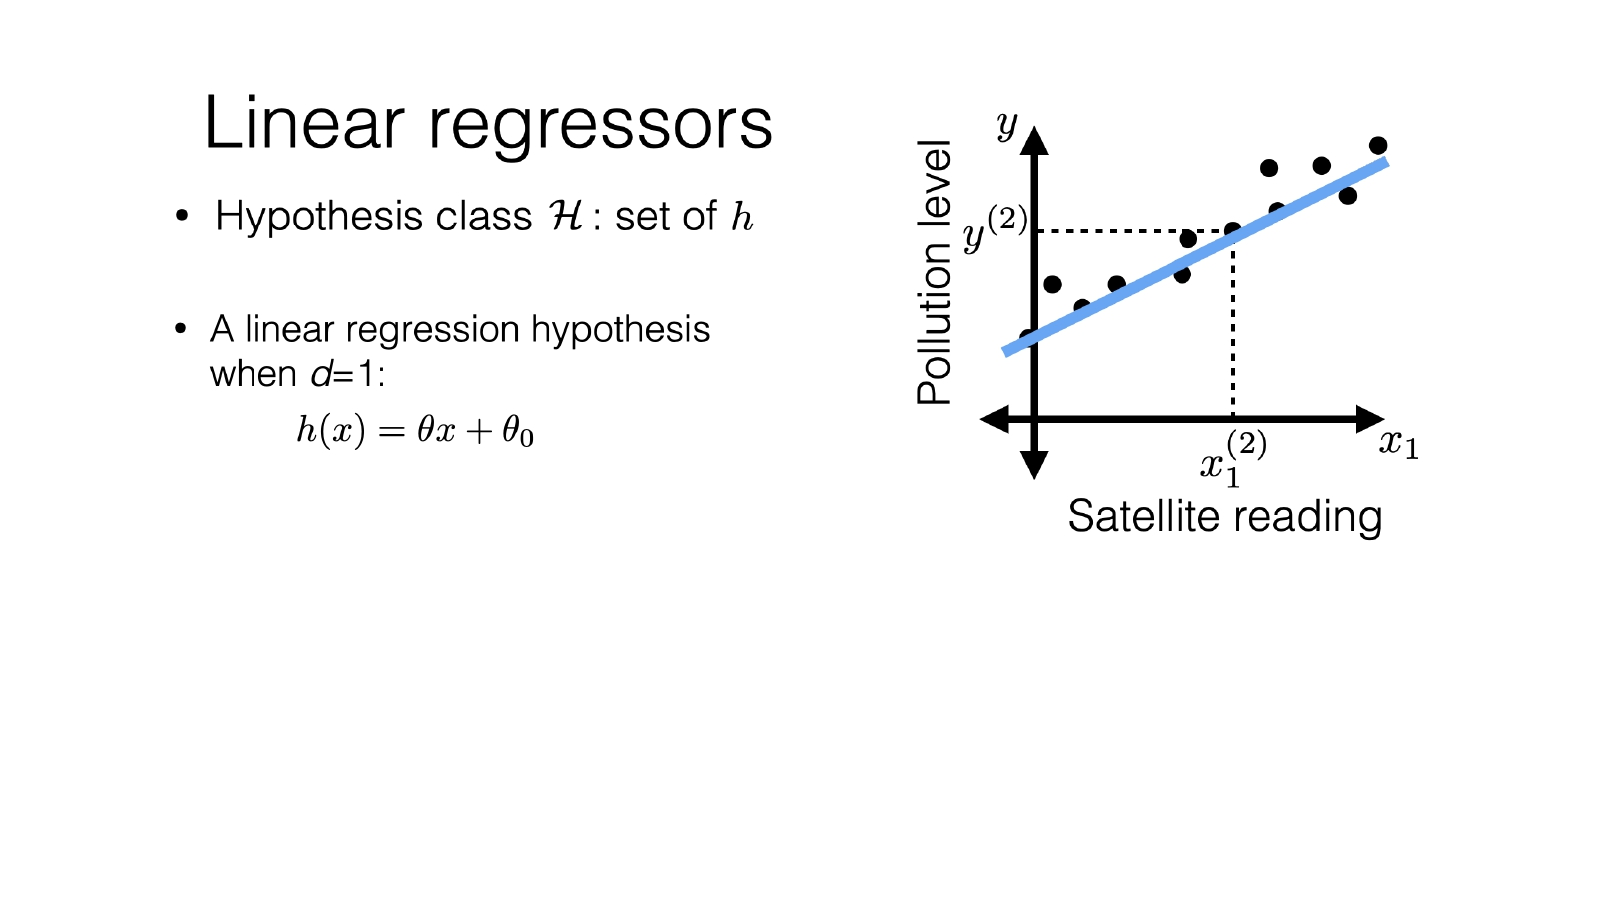 Linear regressors
• Hypothesis class ℋ : set of h
• A linear regression hypothesis
when d=1:
h(x) = θx + θ₀
y
Pollution level
y⁽²⁾
x₁⁽²⁾
x₁
Satellite reading